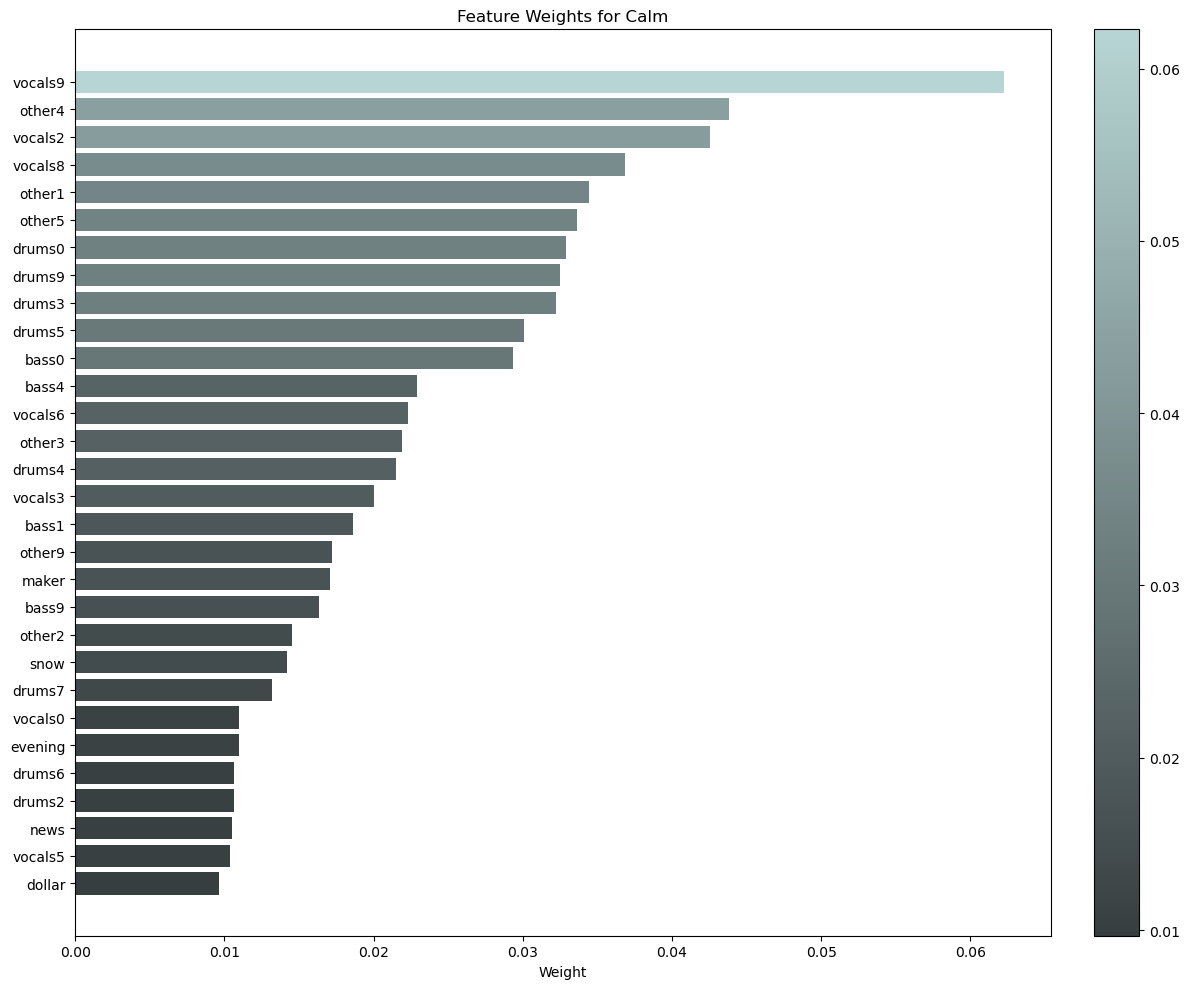 Feature Weights for Calm
vocals9
other4
vocals2
vocals8
other1
other5
drums0
drums9
drums3
drums5
bass0
bass4
vocals6
other3
drums4
vocals3
bass1
other9
maker
bass9
other2
snow
drums7
vocals0
evening
drums6
drums2
news
vocals5
dollar
0.00 0.01 0.02 0.03 0.04 0.05 0.06
Weight
0.06
0.05
0.04
0.03
0.02
0.01